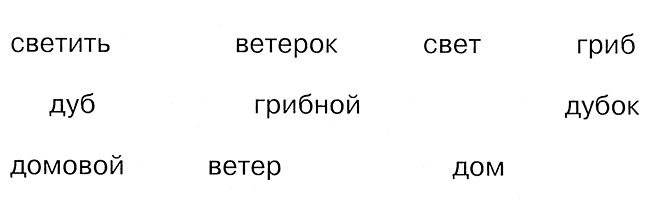 светить ветерок свет гриб
дуб грибной дубок
домовой ветер дом